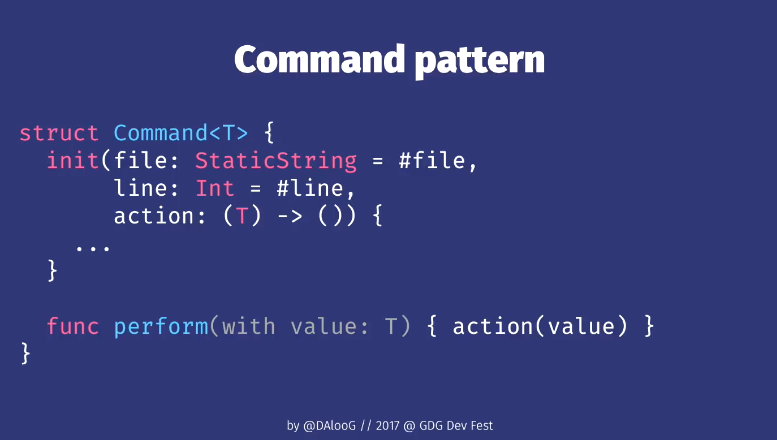 Command pattern
struct Command<T> {
  init(file: StaticString = #file,
       line: Int = #line,
       action: (T) -> ()) {
    ...
  }

  func perform(with value: T) { action(value) }
}
by @DAlooG // 2017 @ GDG Dev Fest